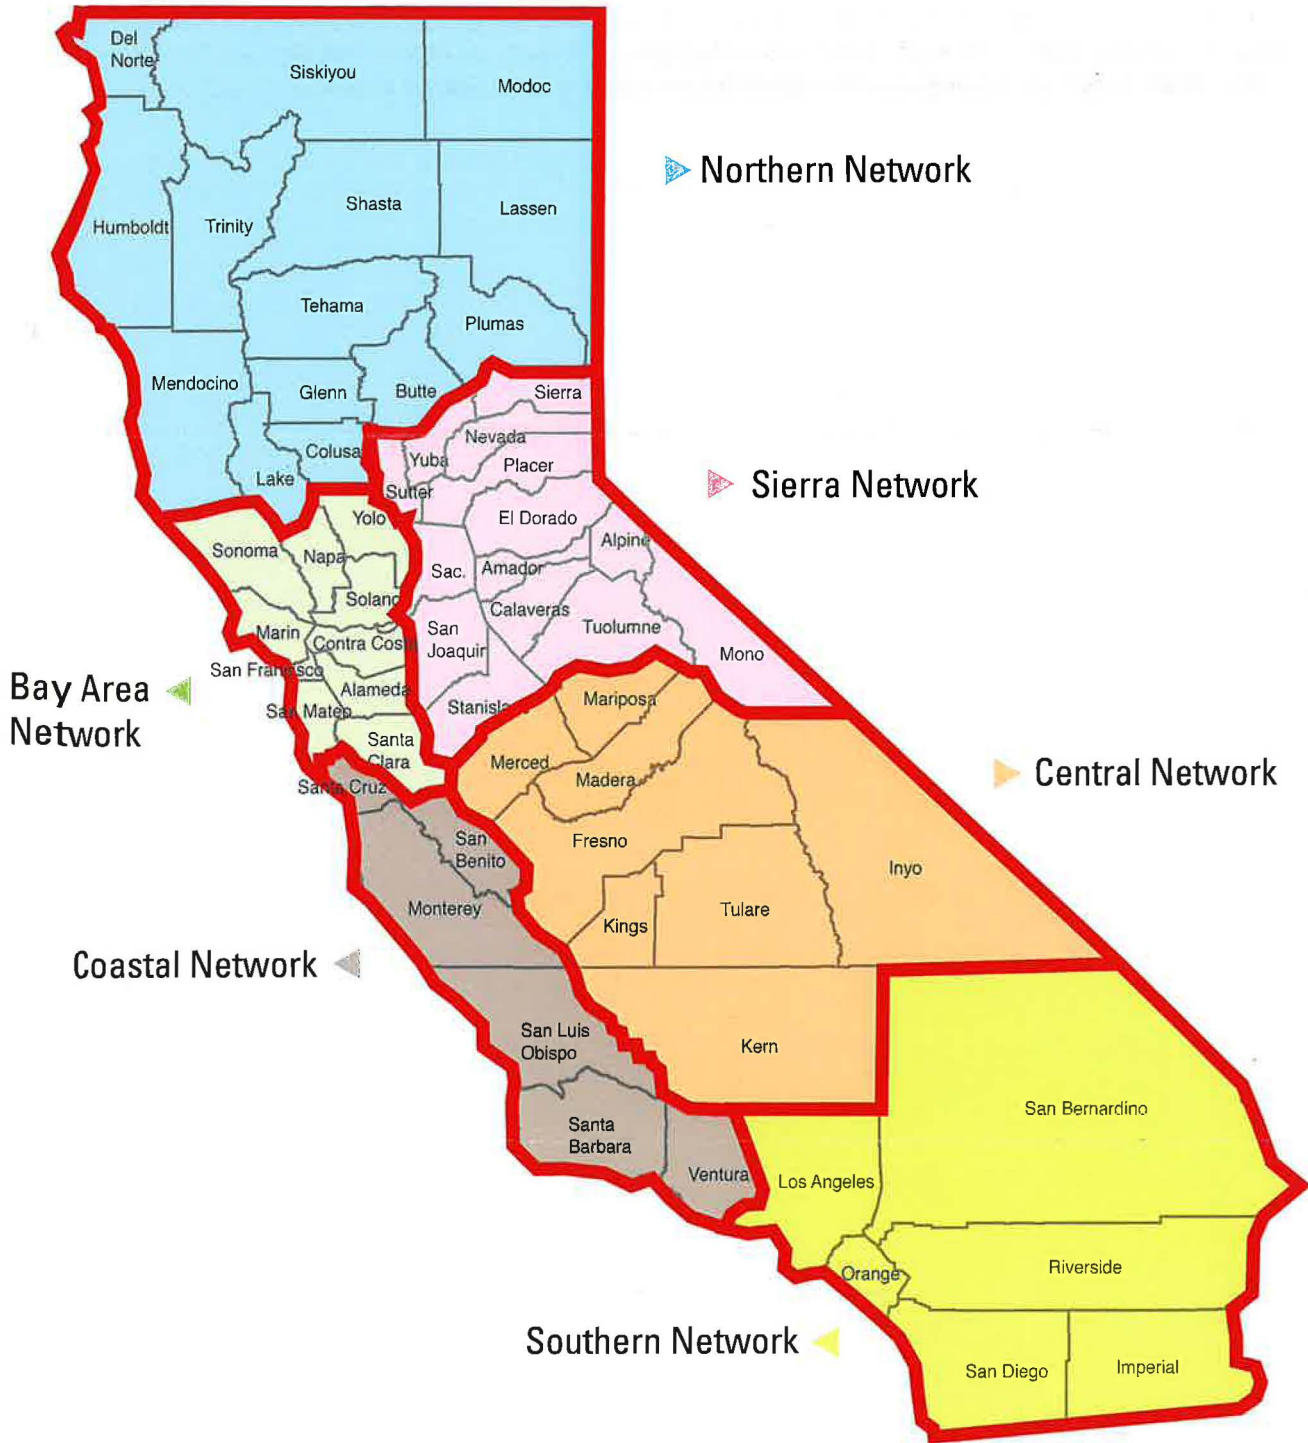 Del
Norte
Siskiyou
Modoc
Northern Network
Humboldt
Trinity
Shasta
Lassen
Tehama
Plumas
Mendocino
Glenn
Butte
Sierra
Nevada
Colusa
Yuba
Placer
Lake
Sutter
Sierra Network
Yolo
El Dorado
Sonoma
Napa
Alpine
Sac.
Amador
Solano
Calaveras
Marin
San
Joaquin
Tuolumne
Contra Costa
Mono
San Francisco
Bay Area
Network
Alameda
Mariposa
San Mateo
Stanisla
Santa
Clara
Merced
Madera
Central Network
Santa Cruz
San
Benito
Fresno
Inyo
Monterey
Kings
Tulare
Coastal Network
San Luis
Obispo
Kern
San Bernardino
Santa
Barbara
Ventura
Los Angeles
Orange
Riverside
Southern Network
San Diego
Imperial